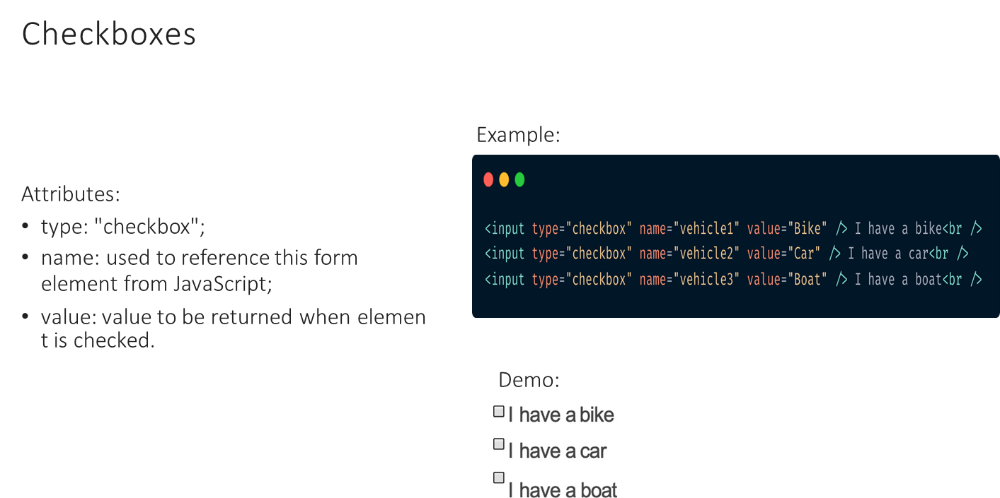 Checkboxes
Attributes:
• type: "checkbox";
• name: used to reference this form
element from JavaScript;
• value: value to be returned when elemen
t is checked.
Example:
<input type="checkbox" name="vehicle1" value="Bike" /> I have a bike<br />
<input type="checkbox" name="vehicle2" value="Car" /> I have a car<br />
<input type="checkbox" name="vehicle3" value="Boat" /> I have a boat<br />
Demo:
I have a bike
I have a car
I have a boat